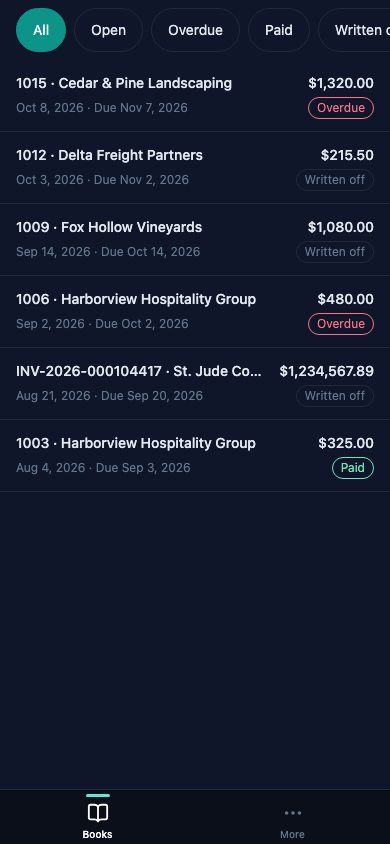 All Open Overdue Paid Written
1015 · Cedar & Pine Landscaping $1,320.00
Oct 8, 2026 · Due Nov 7, 2026 Overdue
1012 · Delta Freight Partners $215.50
Oct 3, 2026 · Due Nov 2, 2026 Written off
1009 · Fox Hollow Vineyards $1,080.00
Sep 14, 2026 · Due Oct 14, 2026 Written off
1006 · Harborview Hospitality Group $480.00
Sep 2, 2026 · Due Oct 2, 2026 Overdue
INV-2026-000104417 · St. Jude Co... $1,234,567.89
Aug 21, 2026 · Due Sep 20, 2026 Written off
1003 · Harborview Hospitality Group $325.00
Aug 4, 2026 · Due Sep 3, 2026 Paid
Books More